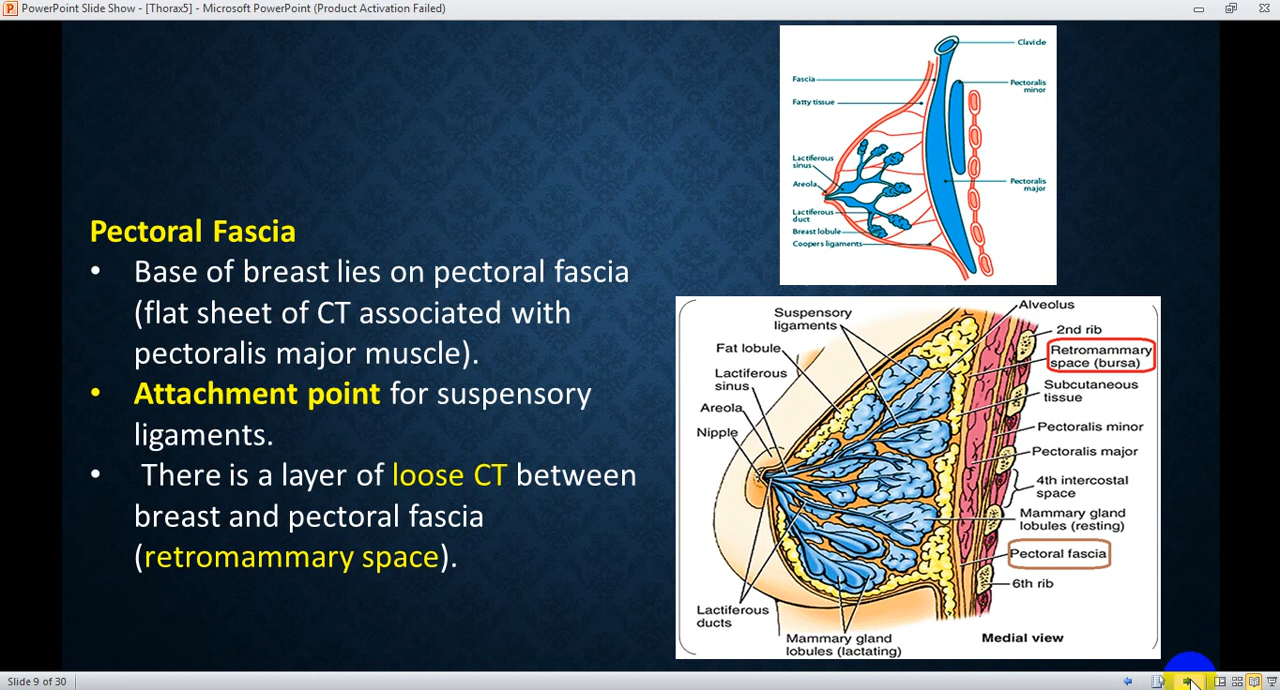 PowerPoint Slide Show - [Thorax5] - Microsoft PowerPoint (Product Activation Failed)
Pectoral Fascia
• Base of breast lies on pectoral fascia
(flat sheet of CT associated with
pectoralis major muscle).
• Attachment point for suspensory
ligaments.
• There is a layer of loose CT between
breast and pectoral fascia
(retromammary space).
Clavide
Fascia
Pectoralis
minor
Fatty tissue
Lactiferous
sinus
Areola
Pectoralis
major
Lactiferous
duct
Breast lobule
Coopers ligaments
Suspensory
ligaments
Fat lobule
Lactiferous
sinus
Areola
Nipple
Lactiferous
ducts
Mammary gland
lobules (lactating)
Alveolus
2nd rib
Retromammary
space (bursa)
Subcutaneous
tissue
Pectoralis minor
Pectoralis major
4th intercostal
space
Mammary gland
lobules (resting)
Pectoral fascia
6th rib
Medial view
Slide 9 of 30